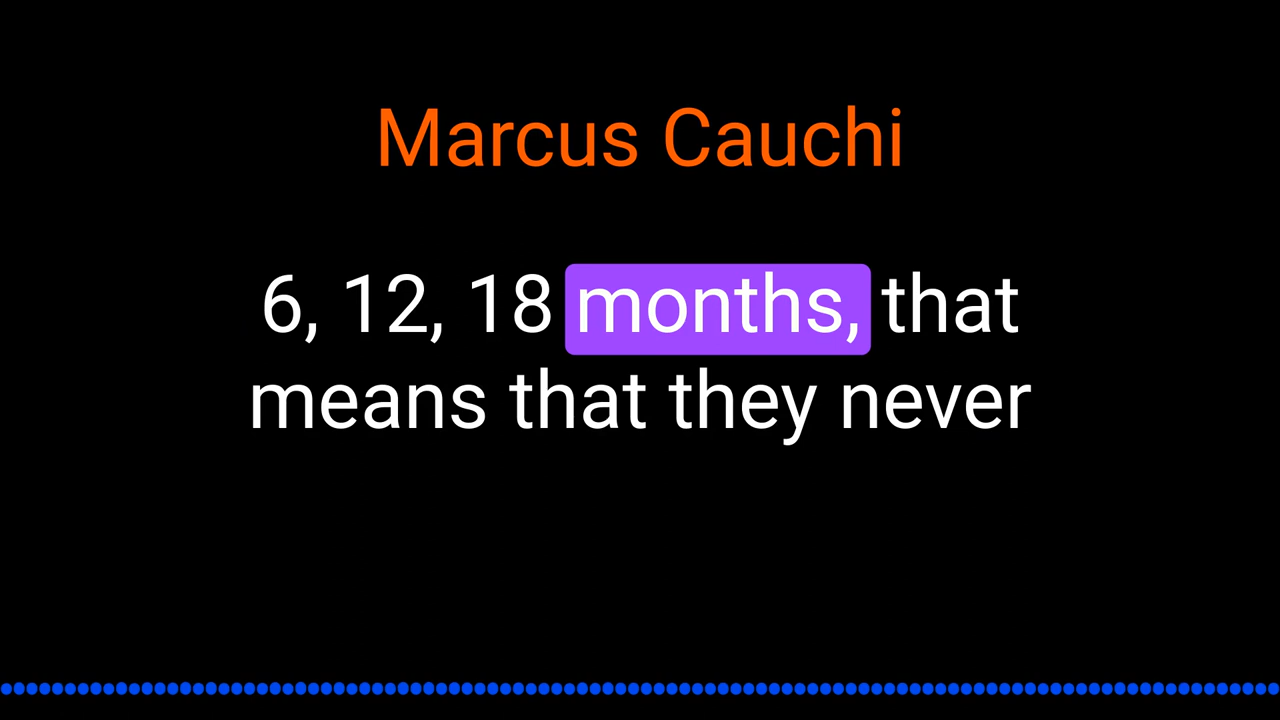 Marcus Cauchi
6, 12, 18 months, that
means that they never